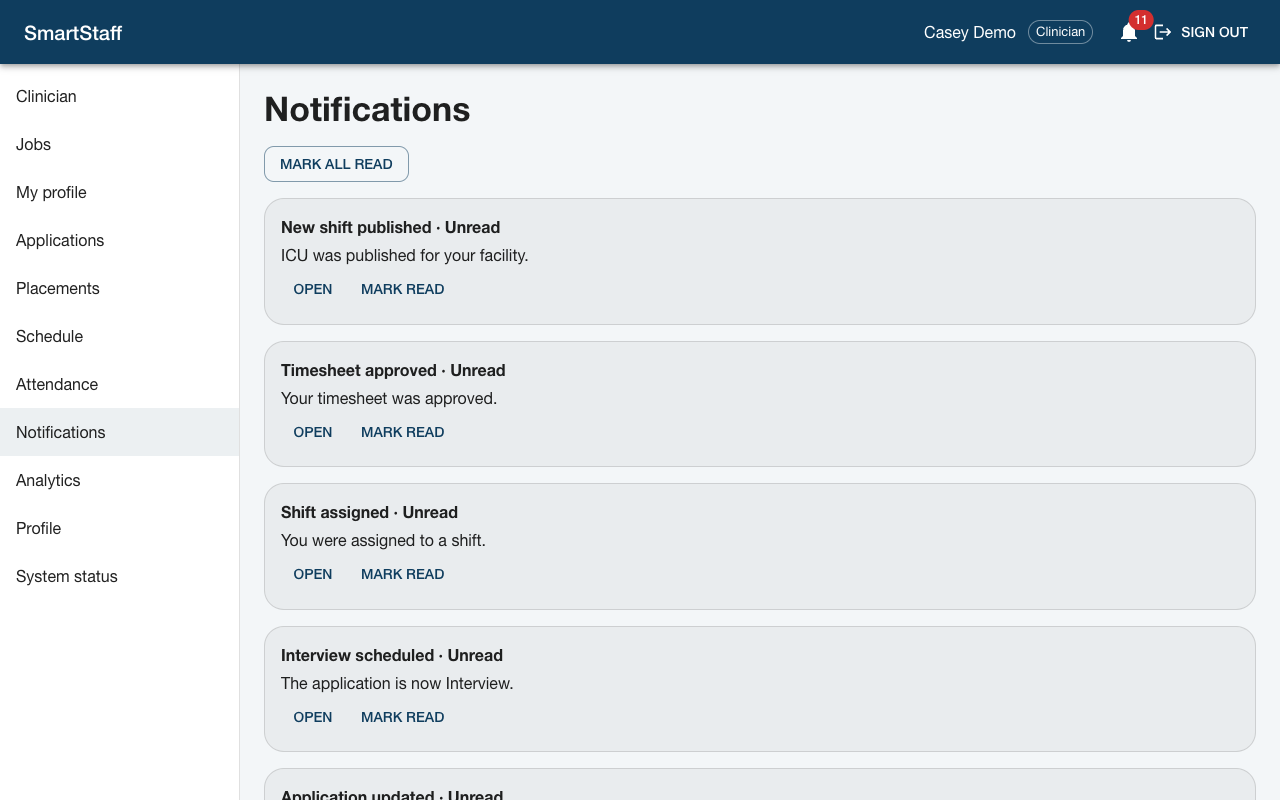 SmartStaff
Casey Demo
Clinician
11
SIGN OUT
Clinician
Jobs
My profile
Applications
Placements
Schedule
Attendance
Notifications
Analytics
Profile
System status
Notifications
MARK ALL READ
New shift published · Unread
ICU was published for your facility.
OPEN MARK READ
Timesheet approved · Unread
Your timesheet was approved.
OPEN MARK READ
Shift assigned · Unread
You were assigned to a shift.
OPEN MARK READ
Interview scheduled · Unread
The application is now Interview.
OPEN MARK READ
Application updated · Unread